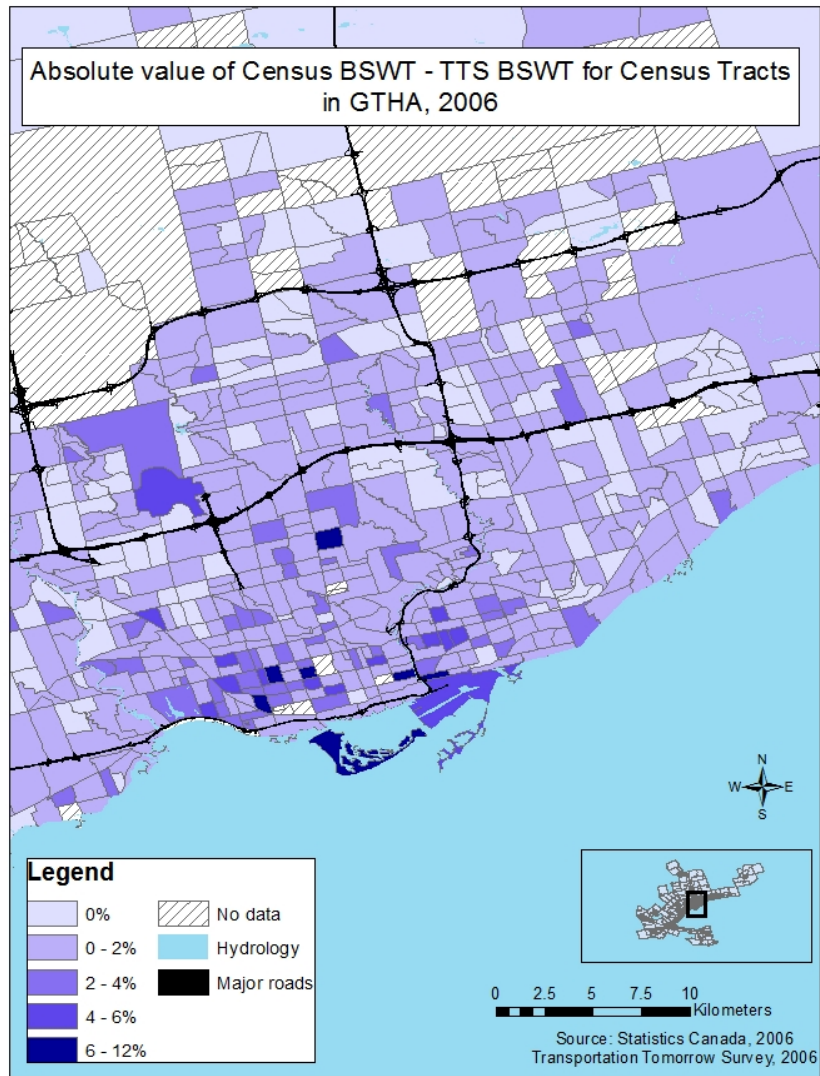 Absolute value of Census BSWT - TTS BSWT for Census Tracts
in GTHA, 2006
N
W E
S
Legend
0%
0 - 2%
2 - 4%
4 - 6%
6 - 12%
No data
Hydrology
Major roads
0 2.5 5 7.5 10
Kilometers
Source: Statistics Canada, 2006
Transportation Tomorrow Survey, 2006